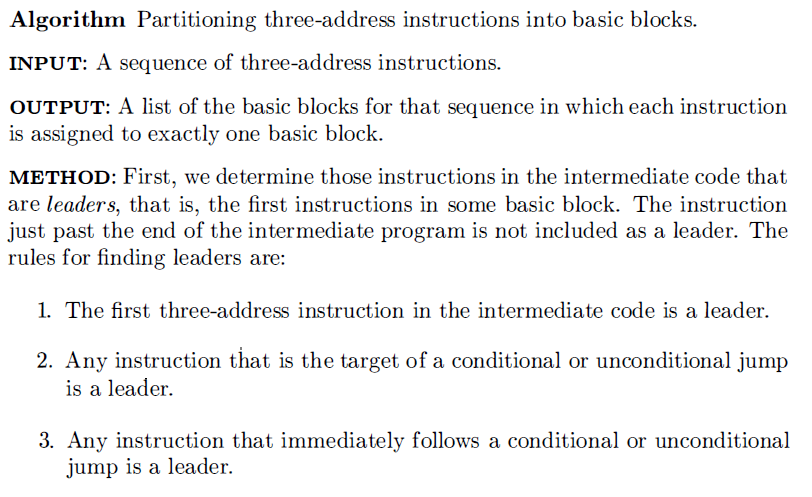 Algorithm Partitioning three-address instructions into basic blocks.
INPUT: A sequence of three-address instructions.
OUTPUT: A list of the basic blocks for that sequence in which each instruction
is assigned to exactly one basic block.
METHOD: First, we determine those instructions in the intermediate code that
are leaders, that is, the first instructions in some basic block. The instruction
just past the end of the intermediate program is not included as a leader. The
rules for finding leaders are:
1. The first three-address instruction in the intermediate code is a leader.
2. Any instruction that is the target of a conditional or unconditional jump
is a leader.
3. Any instruction that immediately follows a conditional or unconditional
jump is a leader.